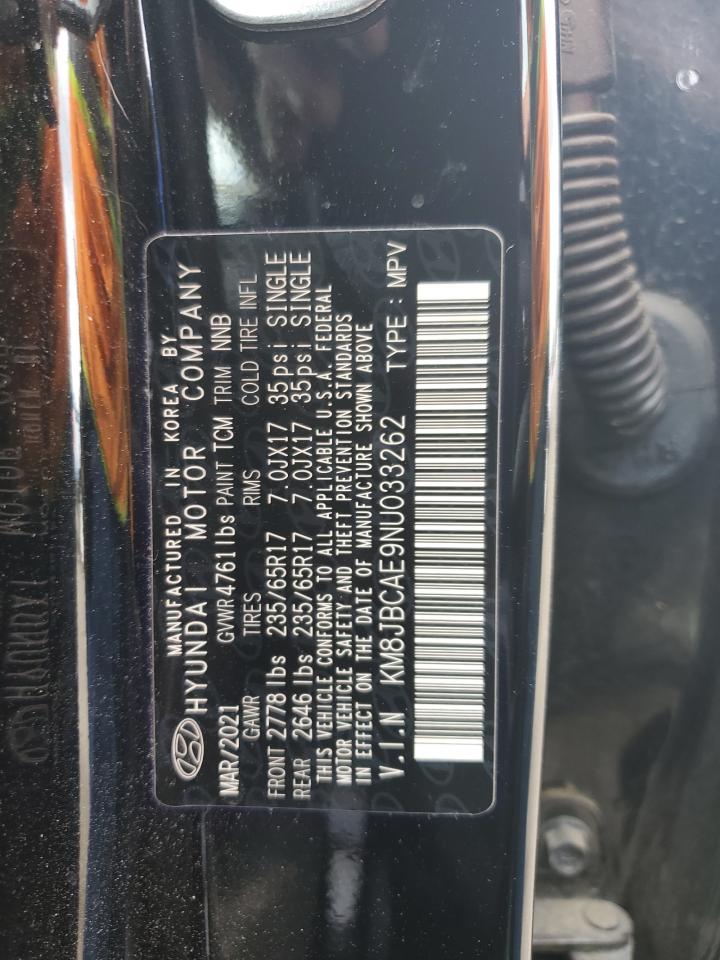 MANUFACTURED IN KOREA BY
HYUNDAI MOTOR COMPANY
MAR/2021 GVWR 4761 lbs PAINT TCM TRIM NNB
GAWR TIRES RIMS COLD TIRE INFL
FRONT 2778 lbs 235/65R17 7.0JX17 35psi SINGLE
REAR 2646 lbs 235/65R17 7.0JX17 35psi SINGLE
THIS VEHICLE CONFORMS TO ALL APPLICABLE U.S.A. FEDERAL
MOTOR VEHICLE SAFETY AND THEFT PREVENTION STANDARDS
IN EFFECT ON THE DATE OF MANUFACTURE SHOWN ABOVE
V.I.N KM8JBCAE9NU033262 TYPE : MPV